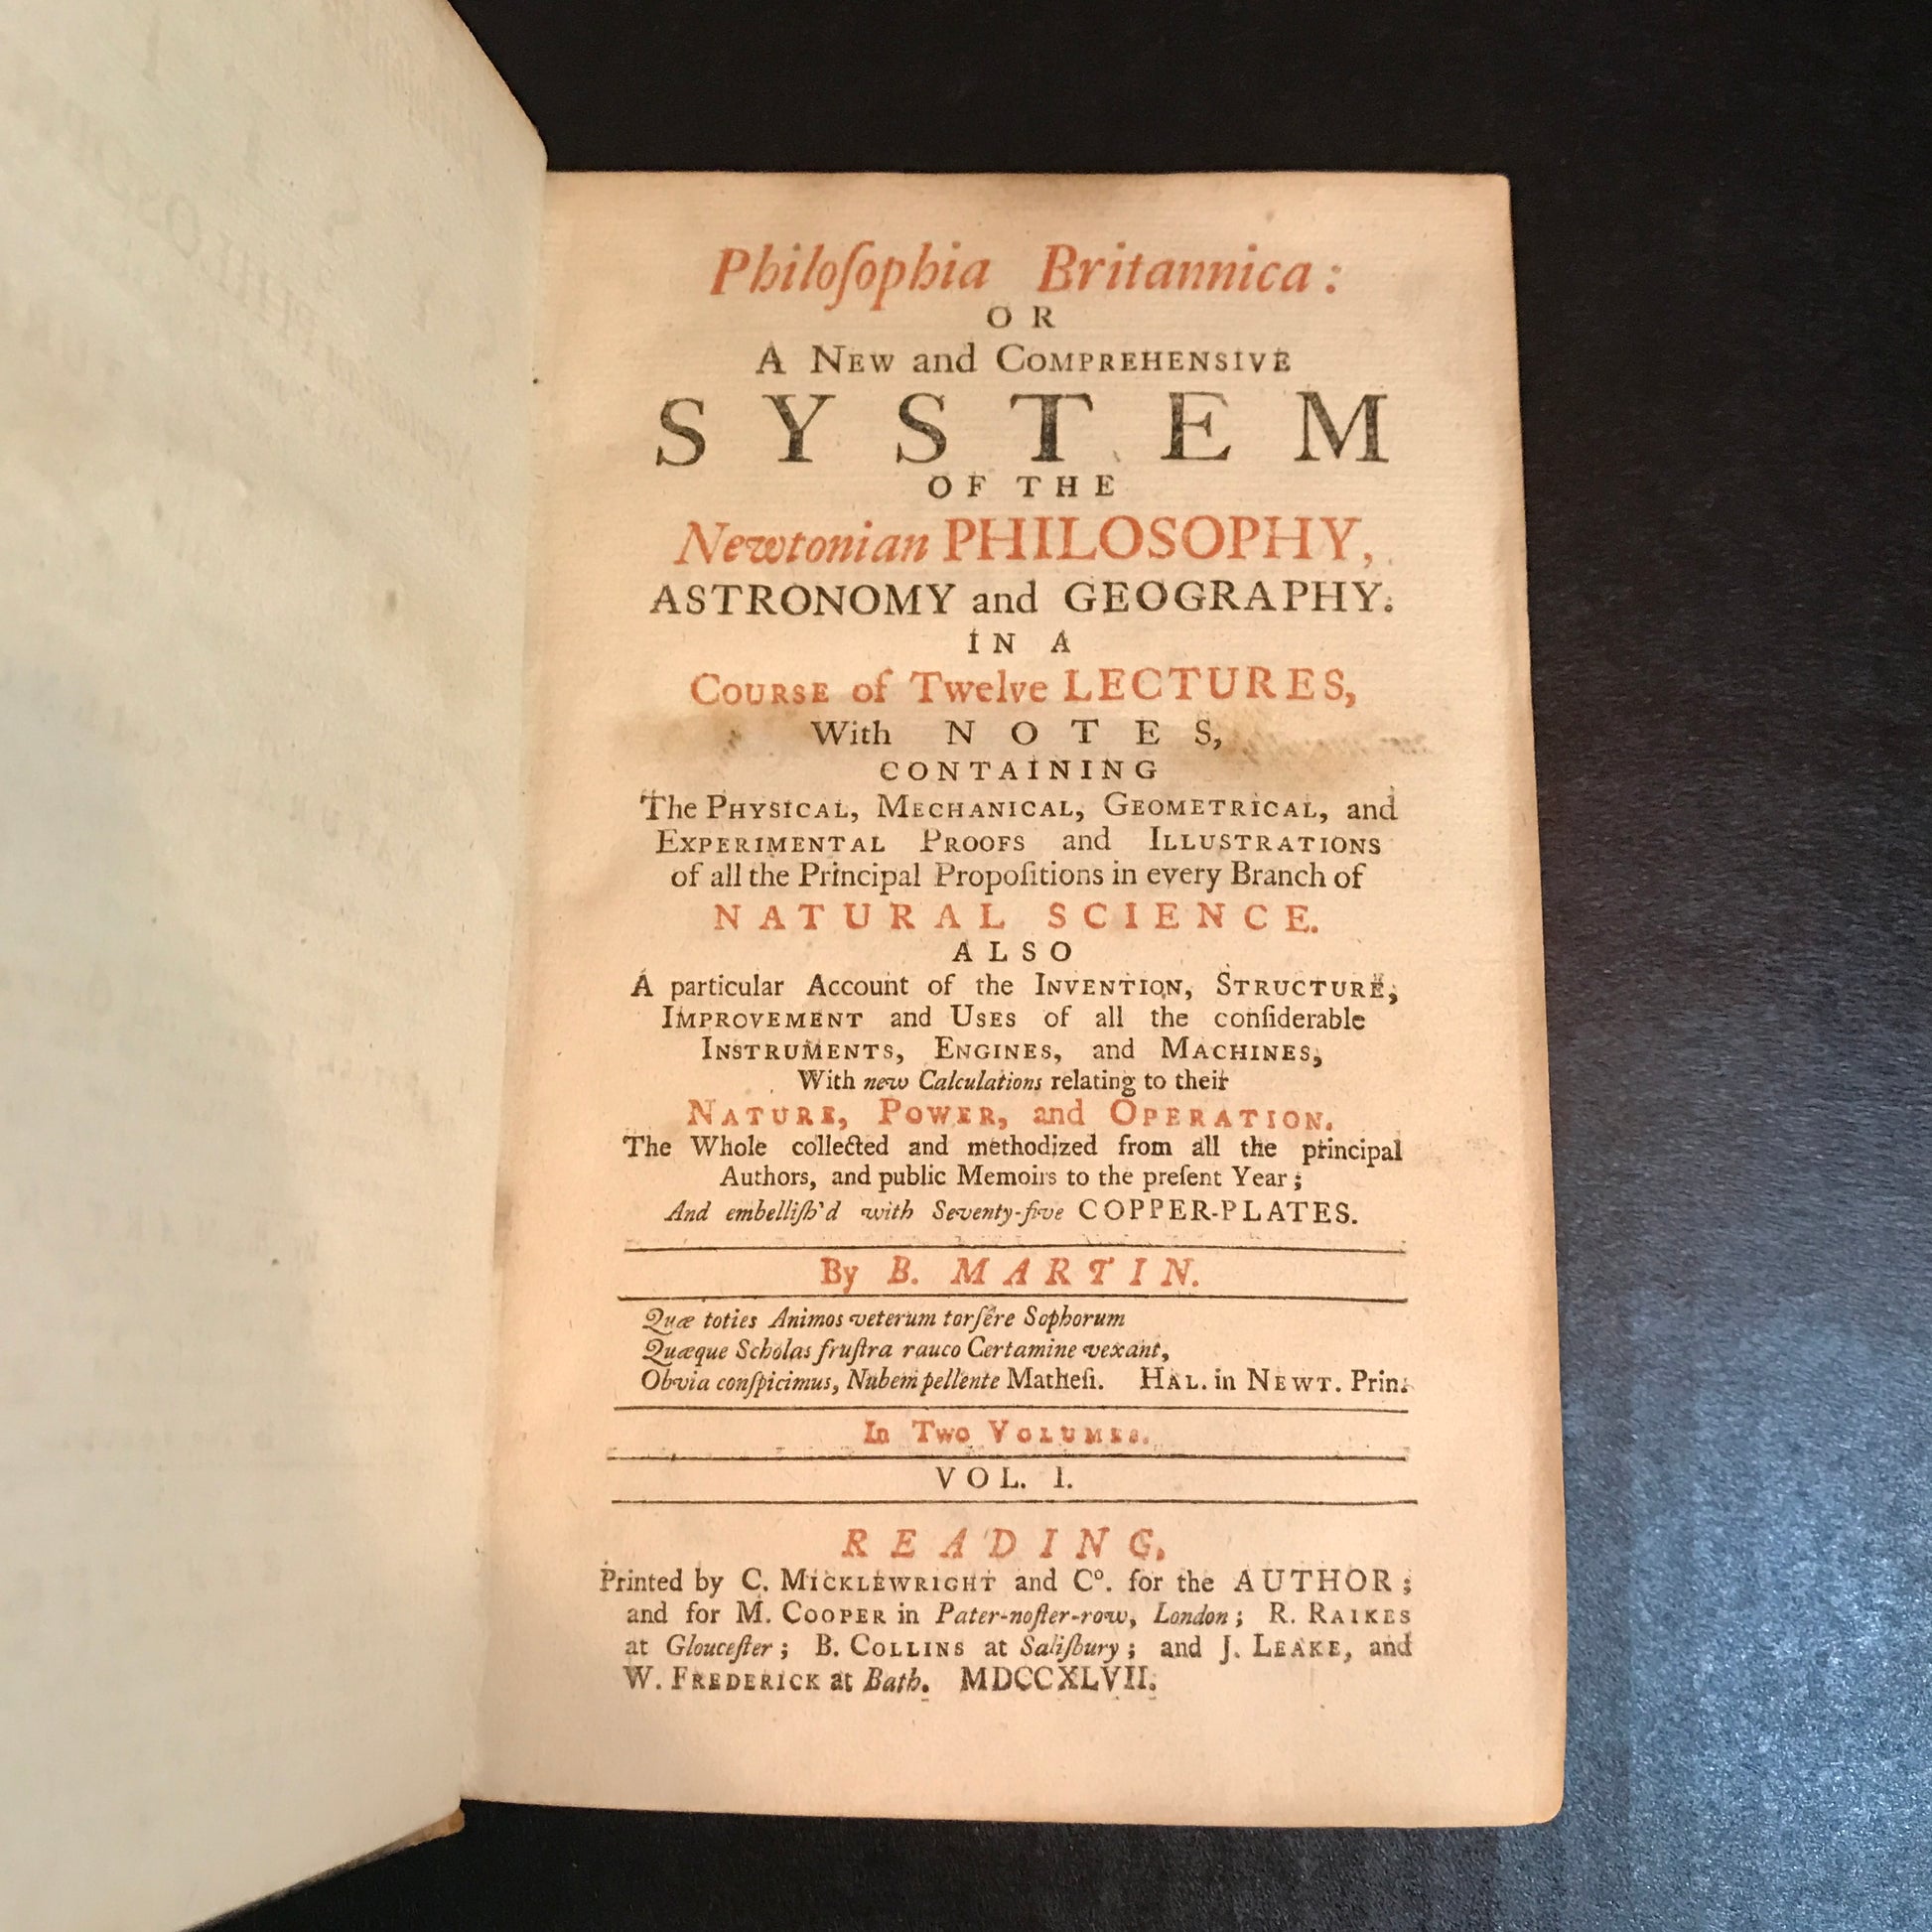 Philoſophia Britannica:
OR
A NEW and COMPREHENSIVE
SYSTEM
OF THE
Newtonian PHILOSOPHY,
ASTRONOMY and GEOGRAPHY.
IN A
COURSE of Twelve LECTURES,
With NOTES,
CONTAINING
The PHYSICAL, MECHANICAL, GEOMETRICAL, and
EXPERIMENTAL PROOFS and ILLUSTRATIONS
of all the Principal Propoſitions in every Branch of
NATURAL SCIENCE.
ALSO
A particular Account of the INVENTION, STRUCTURE,
IMPROVEMENT and USES of all the conſiderable
INSTRUMENTS, ENGINES, and MACHINES,
With new Calculations relating to their
NATURE, POWER, and OPERATION.
The Whole collected and methodized from all the principal
Authors, and public Memoirs to the preſent Year;
And embelliſh'd with Seventy-five COPPER-PLATES.
By B. MARTIN.
Quæ toties Animos veterum torſêre Sophorum
Quæque Scholas fruſtra rauco Certamine vexant,
Obvia conſpicimus, Nubem pellente Matheſi. HAL. in NEWT. Prin.
In Two VOLUMES.
VOL. I.
READING,
Printed by C. MICKLEWRIGHT and Cº. for the AUTHOR;
and for M. COOPER in Pater-noſter-row, London; R. RAIKES
at Glouceſter; B. COLLINS at Saliſbury; and J. LEAKE, and
W. FREDERICK at Bath. MDCCXLVII.